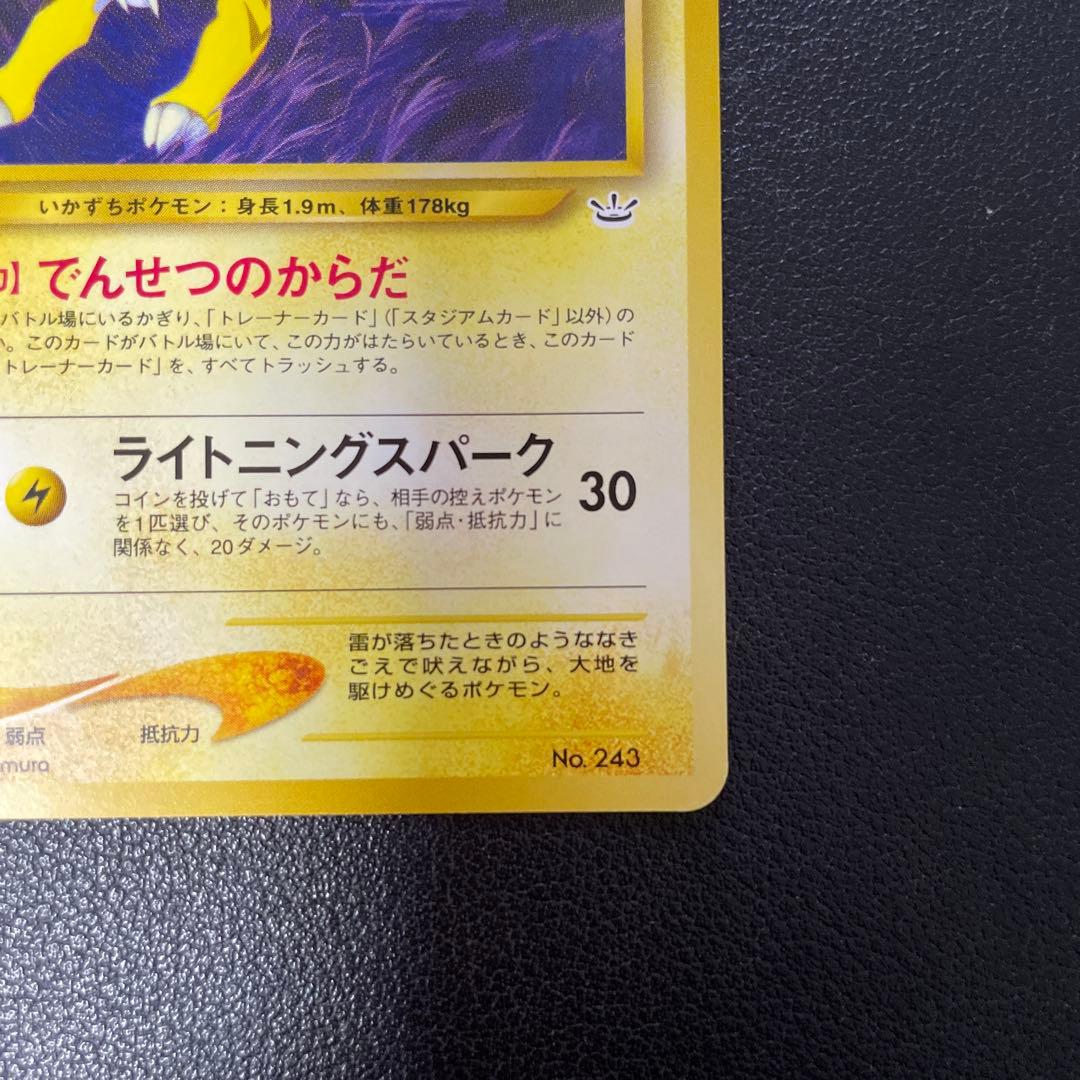 いかずちポケモン：身長1.9m、体重178kg
】でんせつのからだ
バトル場にいるかぎり、「トレーナーカード」（「スタジアムカード」以外）の
い。このカードがバトル場にいて、この力がはたらいているとき、このカード
トレーナーカード」を、すべてトラッシュする。
ライトニングスパーク
30
コインを投げて「おもて」なら、相手の控えポケモン
を1匹選び、そのポケモンにも、「弱点・抵抗力」に
関係なく、20ダメージ。
雷が落ちたときのようななき
ごえで吠えながら、大地を
駆けめぐるポケモン。
弱点 抵抗力
mura
No. 243